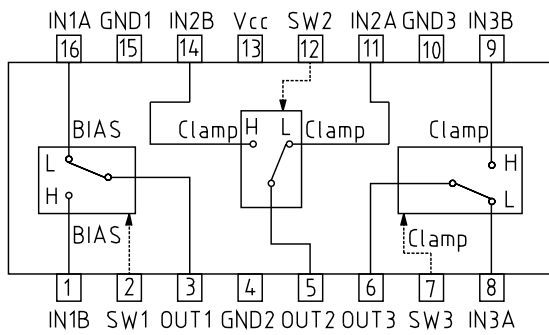 IN1A GND1 IN2B Vcc SW2 IN2A GND3 IN3B
16 15 14 13 12 11 10 9
BIAS Clamp H L Clamp Clamp
L H
H L
BIAS Clamp
1 2 3 4 5 6 7 8
IN1B SW1 OUT1 GND2 OUT2 OUT3 SW3 IN3A